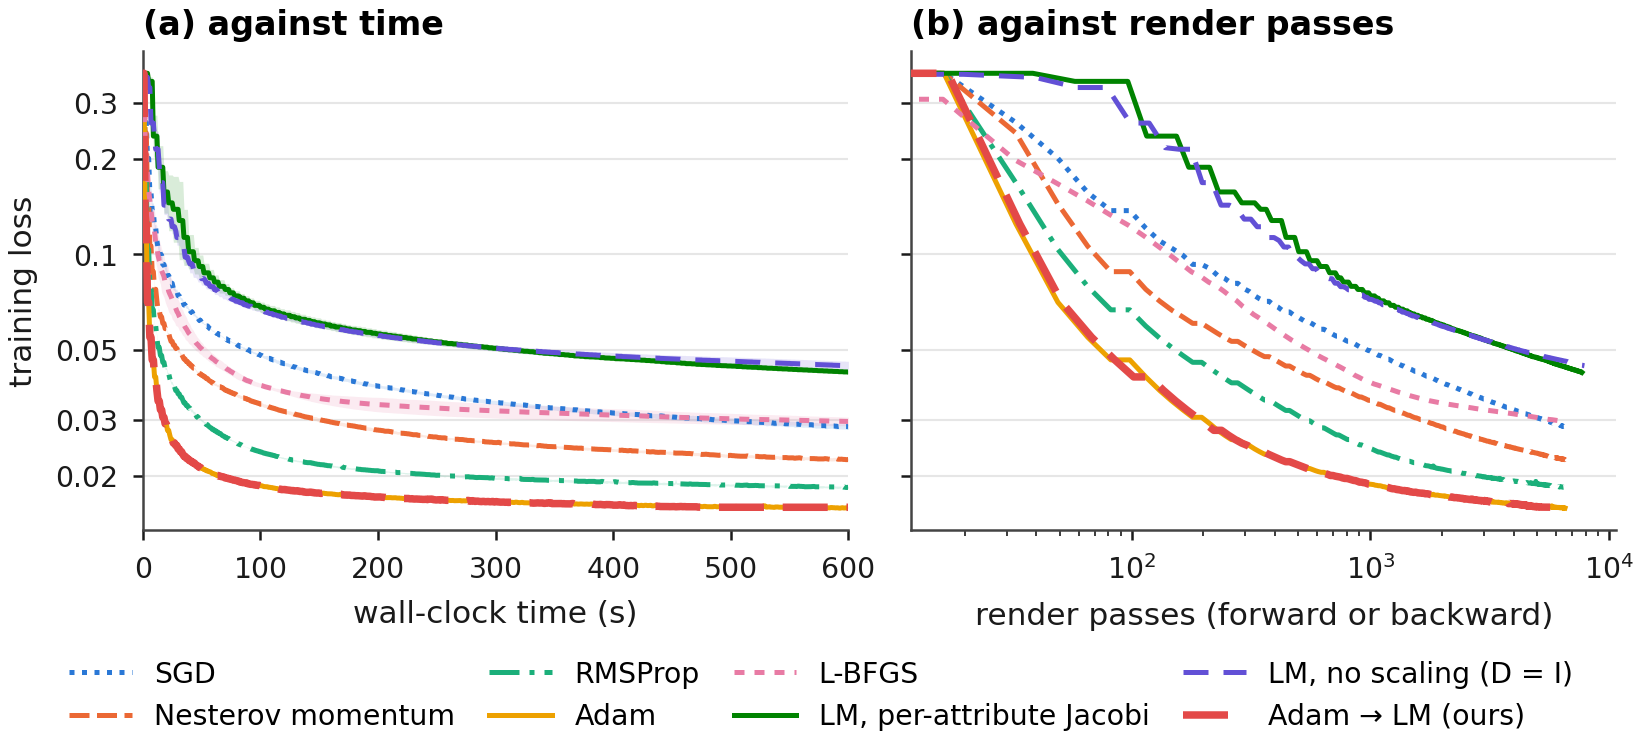 (a) against time
(b) against render passes
training loss
0.3
0.2
0.1
0.05
0.03
0.02
0 100 200 300 400 500 600
10² 10³ 10⁴
wall-clock time (s)
render passes (forward or backward)
SGD RMSProp L-BFGS LM, no scaling (D = I)
Nesterov momentum Adam LM, per-attribute Jacobi Adam → LM (ours)